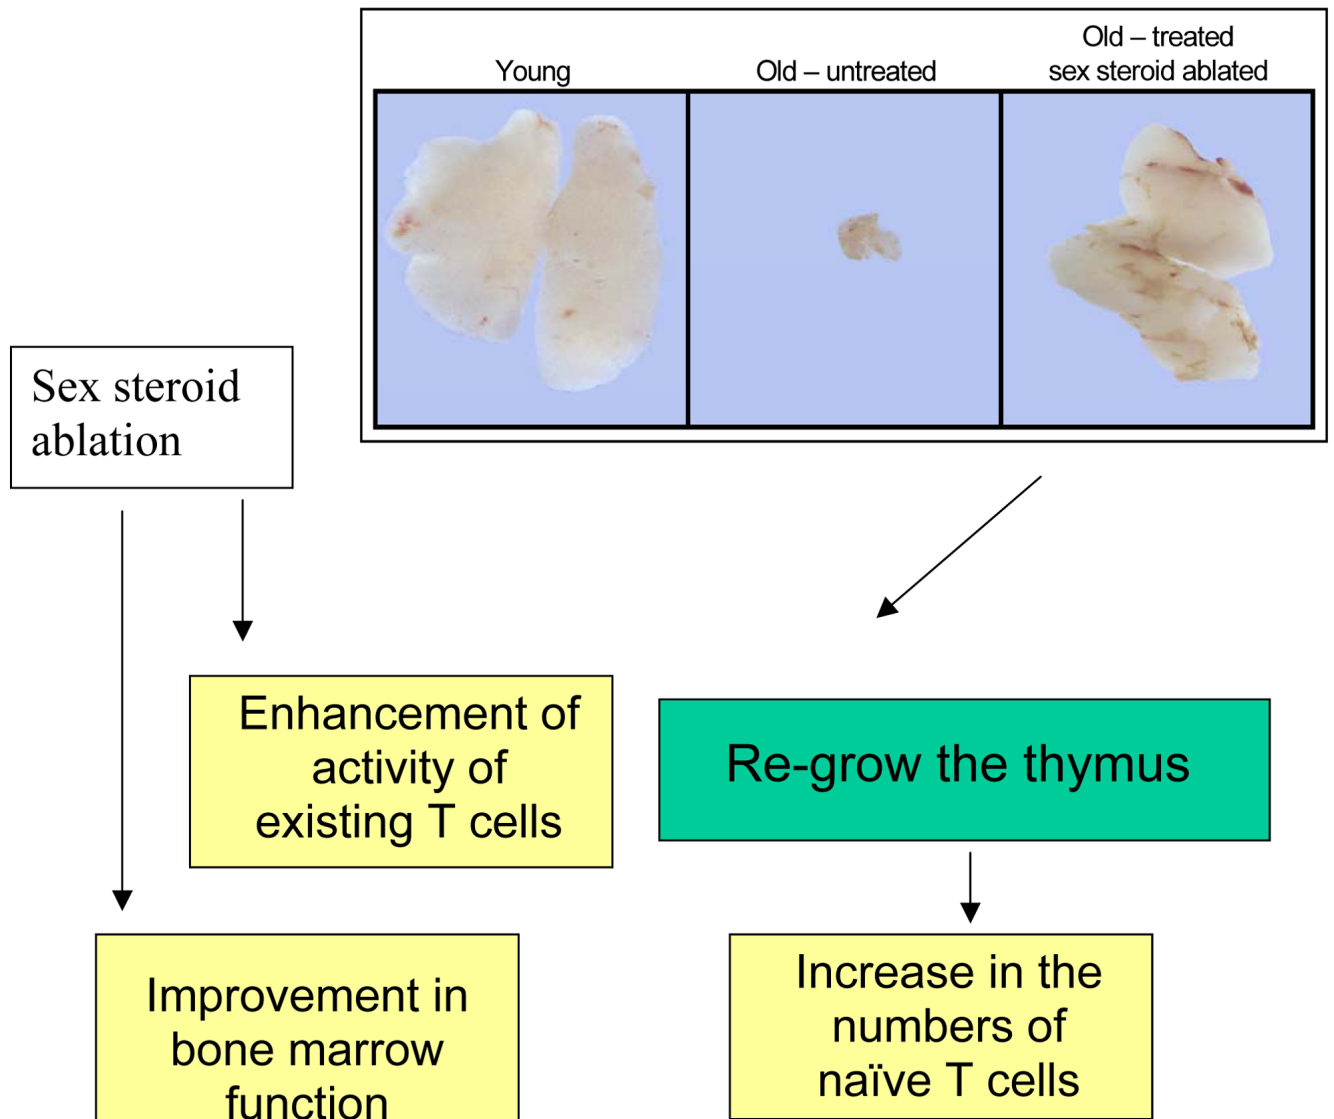 Young
Old – untreated
Old – treated
sex steroid ablated
Sex steroid
ablation
Enhancement of
activity of
existing T cells
Re-grow the thymus
Improvement in
bone marrow
function
Increase in the
numbers of
naïve T cells